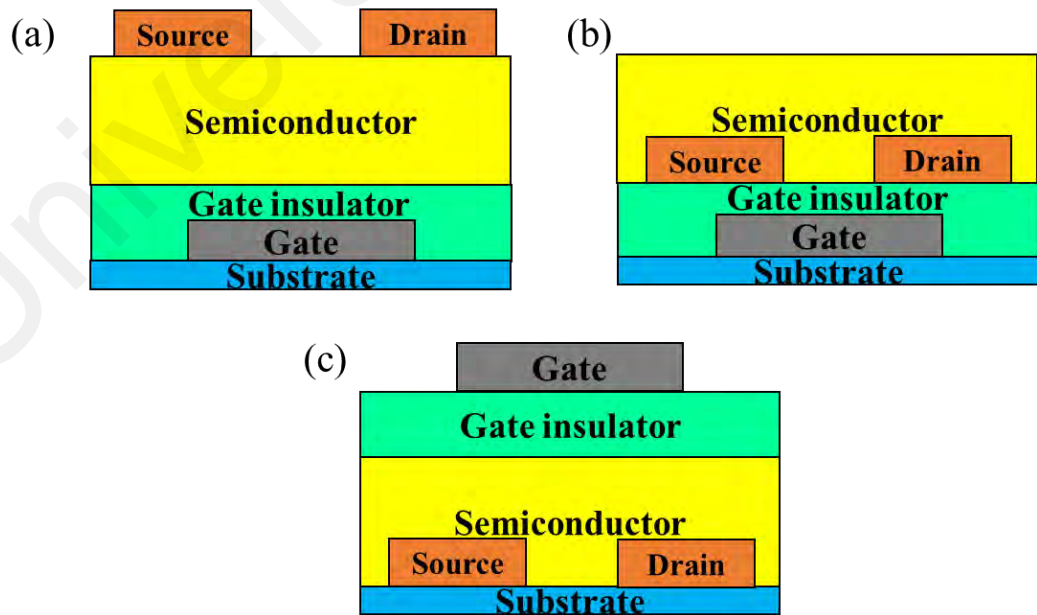 (a)
Source
Drain
Semiconductor
Gate insulator
Gate
Substrate
(b)
Semiconductor
Source
Drain
Gate insulator
Gate
Substrate
(c)
Gate
Gate insulator
Semiconductor
Source
Drain
Substrate